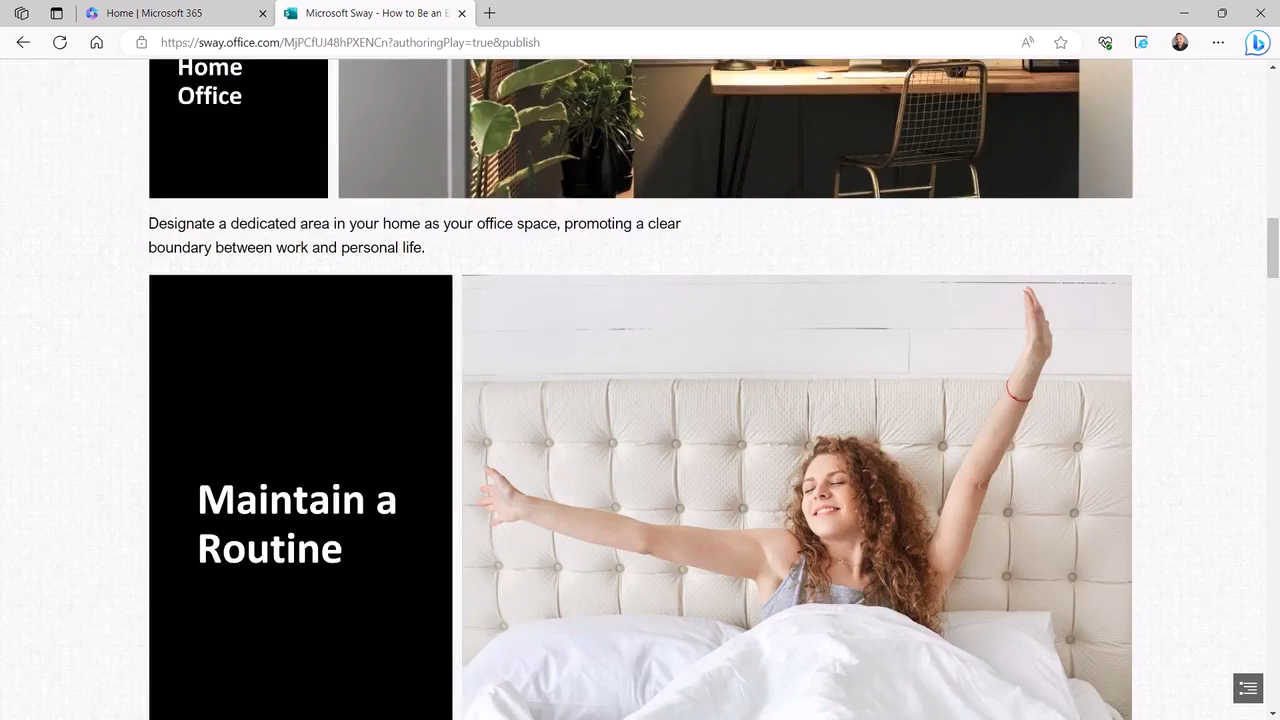 Home | Microsoft 365
Microsoft Sway - How to Be an E
https://sway.office.com/MjPCfUJ48hPXENCn?authoringPlay=true&publish
Home
Office
Designate a dedicated area in your home as your office space, promoting a clear
boundary between work and personal life.
Maintain a
Routine